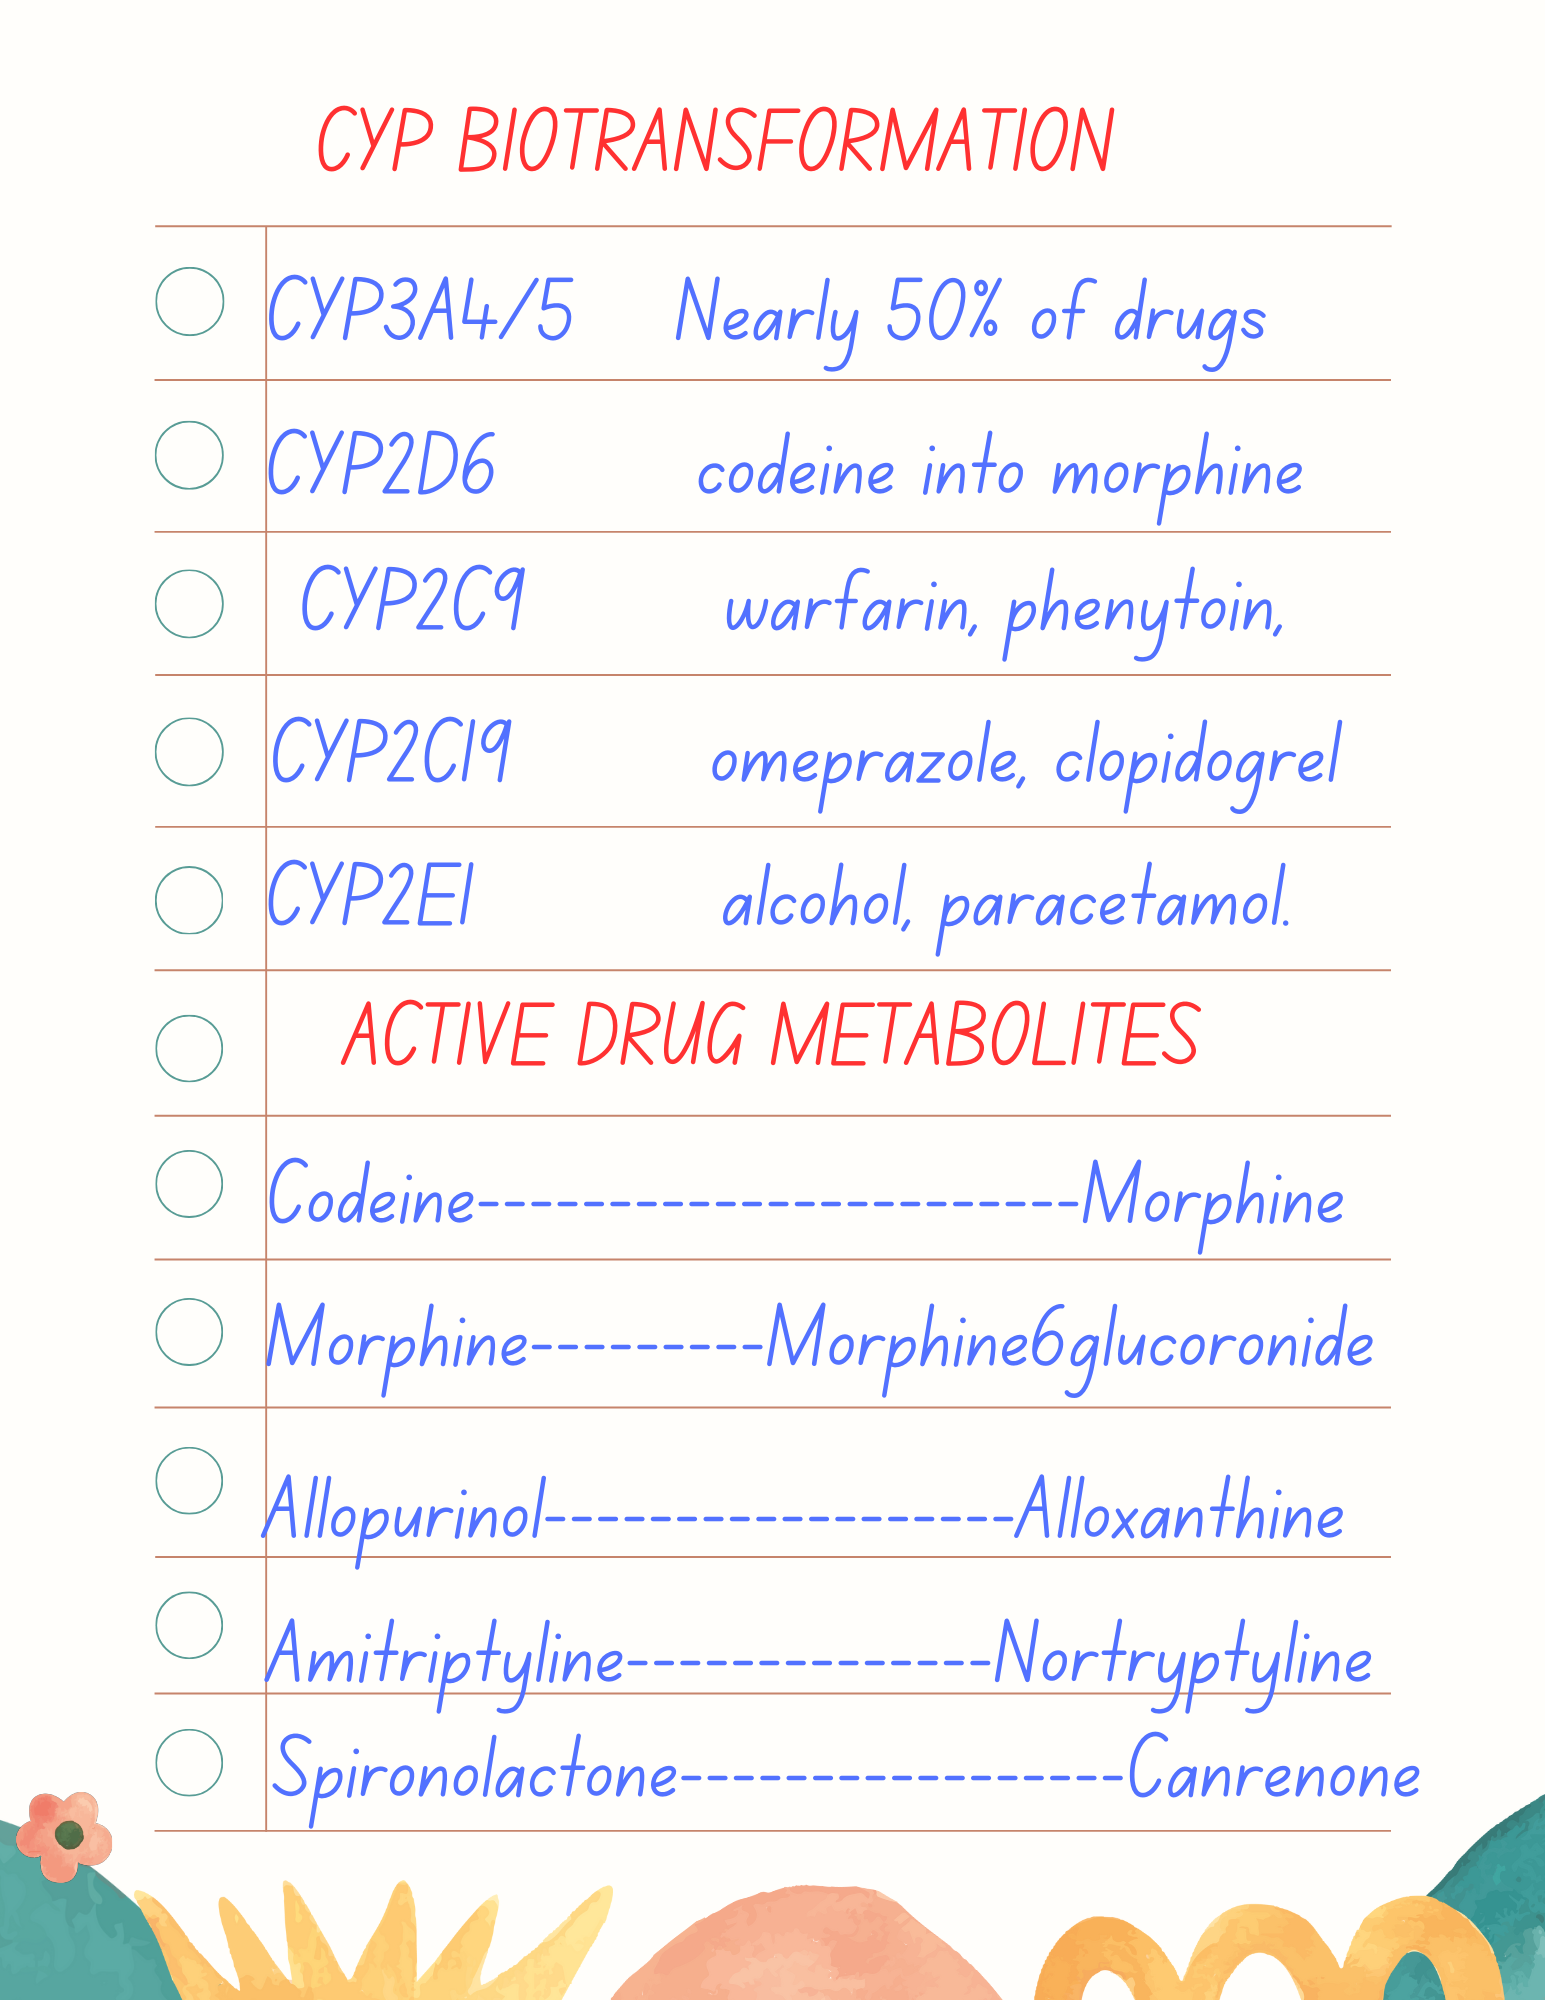 CYP BIOTRANSFORMATION
CYP3A4/5 Nearly 50% of drugs
CYP2D6 codeine into morphine
CYP2C9 warfarin, phenytoin,
CYP2C19 omeprazole, clopidogrel
CYP2E1 alcohol, paracetamol.
ACTIVE DRUG METABOLITES
Codeine-----------------------Morphine
Morphine---------Morphine6glucoronide
Allopurinol------------------Alloxanthine
Amitriptyline--------------Nortryptyline
Spironolactone-----------------Canrenone